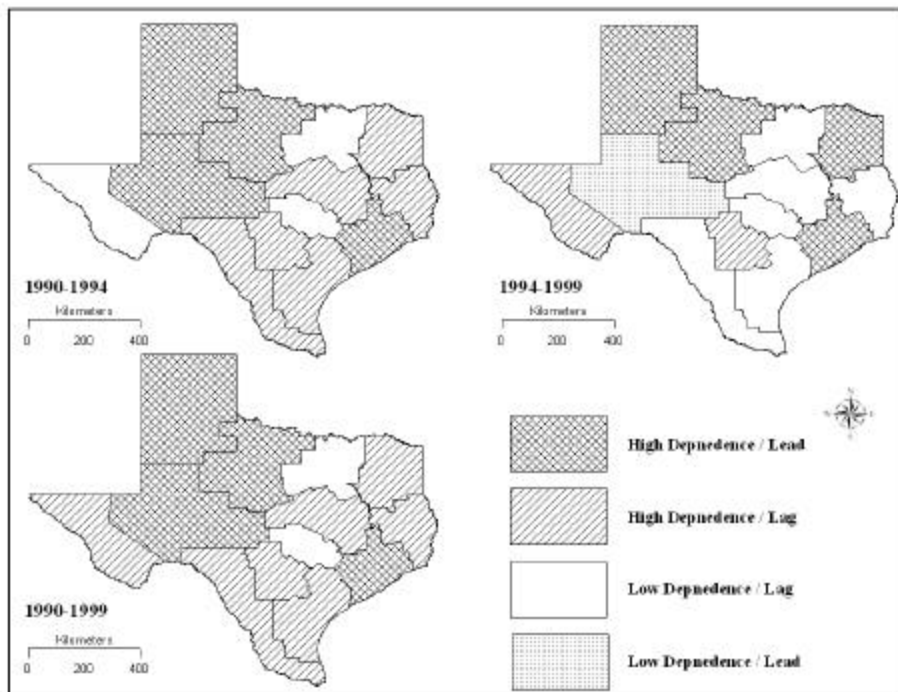 1990-1994
Kilometers
0 200 400
1994-1999
Kilometers
0 200 400
1990-1999
Kilometers
0 200 400
N
High Depnedence / Lead
High Depnedence / Lag
Low Depnedence / Lag
Low Depnedence / Lead